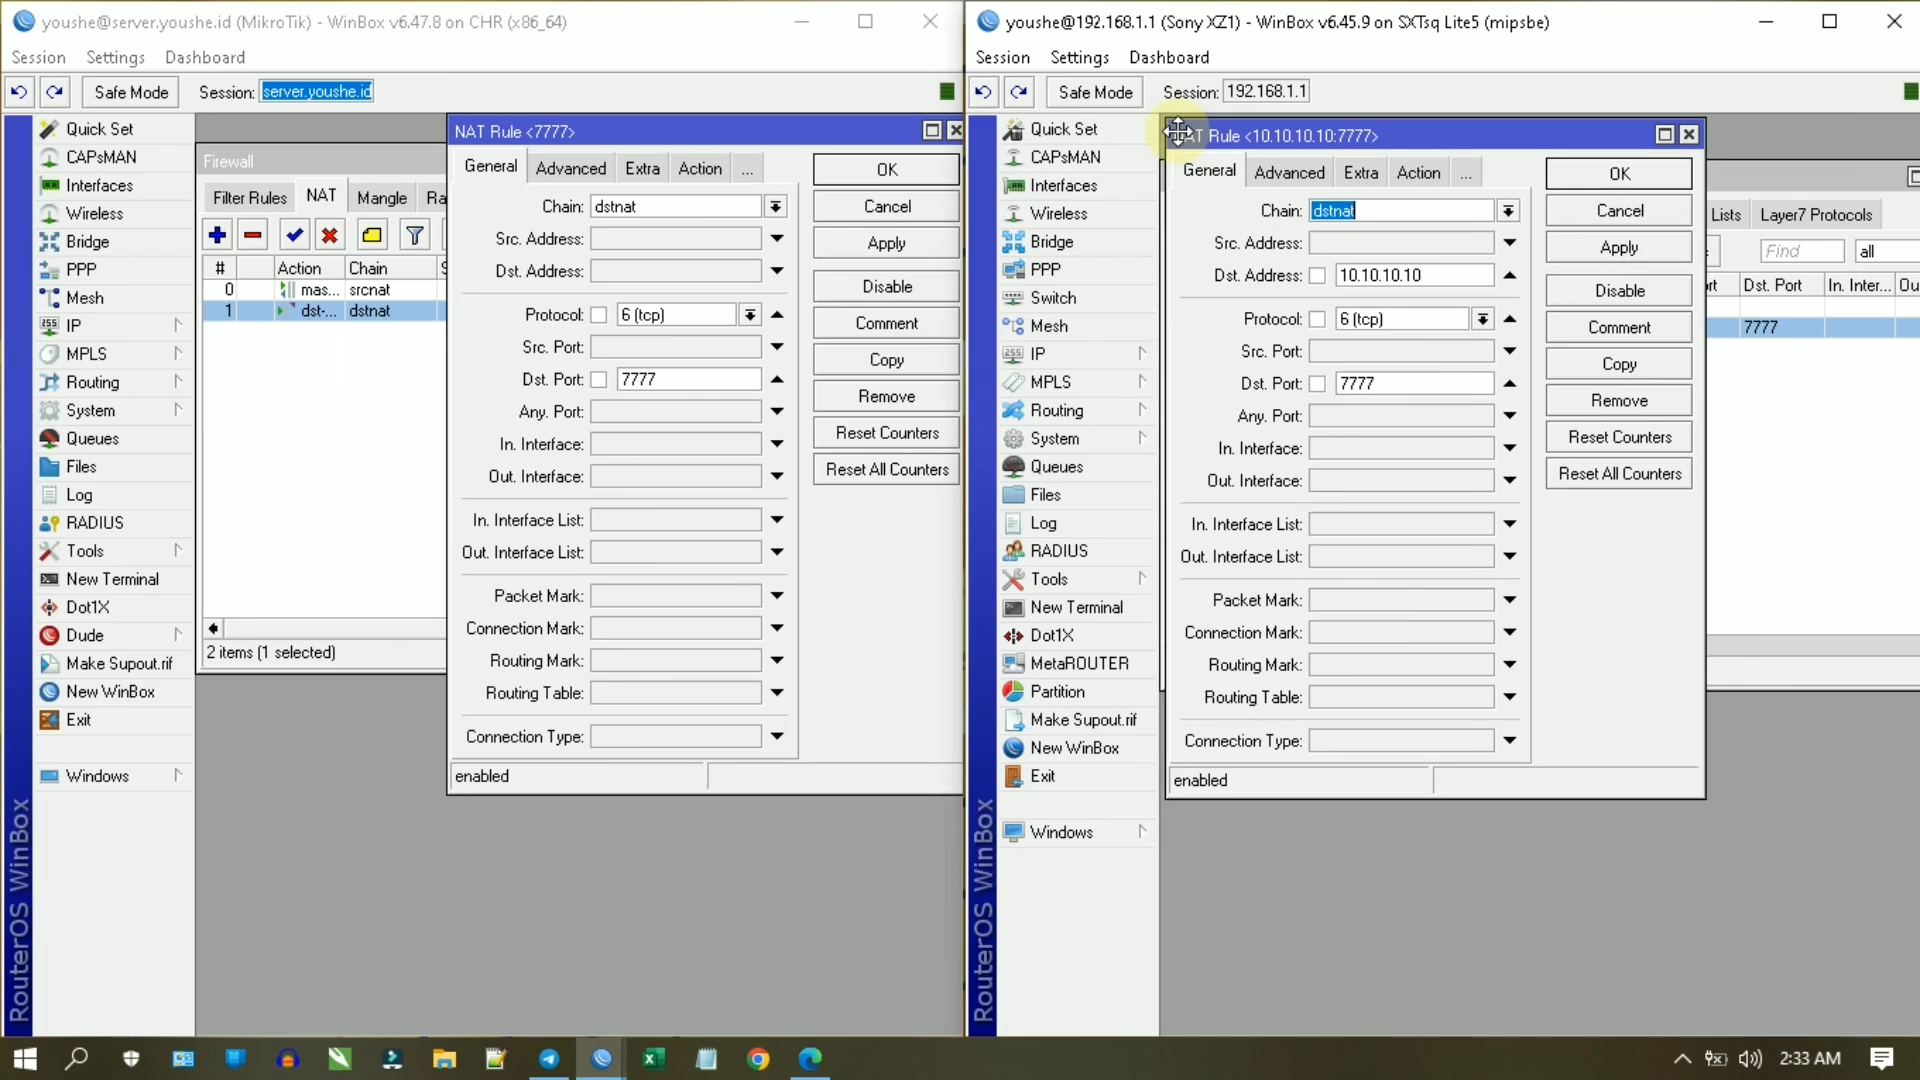 youshe@server.youshe.id (MikroTik) - WinBox v6.47.8 on CHR (x86_64)
Session Settings Dashboard
Safe Mode Session: server.youshe.id
Quick Set
CAPsMAN
Interfaces
Wireless
Bridge
PPP
Mesh
IP
MPLS
Routing
System
Queues
Files
Log
RADIUS
Tools
New Terminal
Dot1X
Dude
Make Supout.rif
New WinBox
Exit
Windows
RouterOS WinBox
Firewall
Filter Rules NAT Mangle Ra
# Action Chain S
0 mas... srcnat
1 dst-... dstnat
2 items (1 selected)
NAT Rule <7777>
General Advanced Extra Action ...
Chain: dstnat
Src. Address:
Dst. Address:
Protocol: 6 (tcp)
Src. Port:
Dst. Port: 7777
Any. Port:
In. Interface:
Out. Interface:
In. Interface List:
Out. Interface List:
Packet Mark:
Connection Mark:
Routing Mark:
Routing Table:
Connection Type:
enabled
OK
Cancel
Apply
Disable
Comment
Copy
Remove
Reset Counters
Reset All Counters
youshe@192.168.1.1 (Sony XZ1) - WinBox v6.45.9 on SXTsq Lite5 (mipsbe)
Session Settings Dashboard
Safe Mode Session: 192.168.1.1
Quick Set
CAPsMAN
Interfaces
Wireless
Bridge
PPP
Switch
Mesh
IP
MPLS
Routing
System
Queues
Files
Log
RADIUS
Tools
New Terminal
Dot1X
MetaROUTER
Partition
Make Supout.rif
New WinBox
Exit
Windows
RouterOS WinBox
Rule <10.10.10.10:7777>
General Advanced Extra Action ...
Chain: dstnat
Src. Address:
Dst. Address: 10.10.10.10
Protocol: 6 (tcp)
Src. Port:
Dst. Port: 7777
Any. Port:
In. Interface:
Out. Interface:
In. Interface List:
Out. Interface List:
Packet Mark:
Connection Mark:
Routing Mark:
Routing Table:
Connection Type:
enabled
OK
Cancel
Apply
Disable
Comment
Copy
Remove
Reset Counters
Reset All Counters
Lists Layer7 Protocols
Find all
rt Dst. Port In. Inter... Ou
7777
2:33 AM